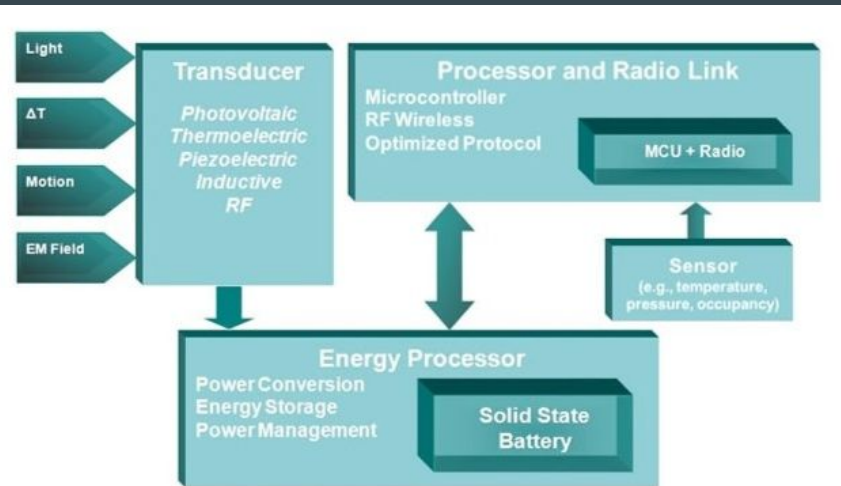 Light
ΔT
Motion
EM Field
Transducer
Photovoltaic
Thermoelectric
Piezoelectric
Inductive
RF
Processor and Radio Link
Microcontroller
RF Wireless
Optimized Protocol
MCU + Radio
Sensor
(e.g., temperature,
pressure, occupancy)
Energy Processor
Power Conversion
Energy Storage
Power Management
Solid State
Battery